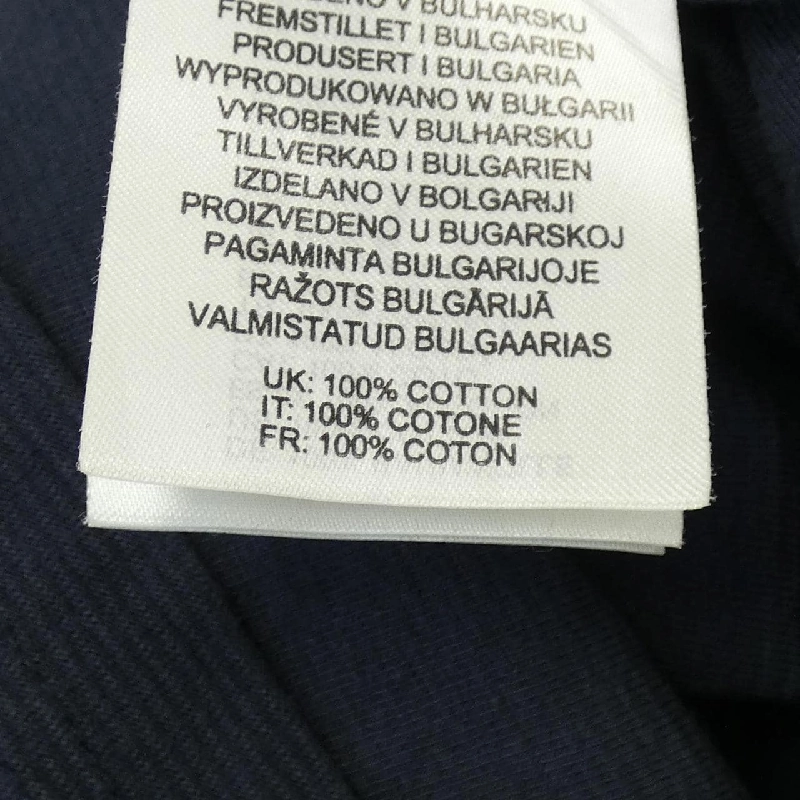 V BULHARSKU
FREMSTILLET I BULGARIEN
PRODUSERT I BULGARIA
WYPRODUKOWANO W BUŁGARII
VYROBENÉ V BULHARSKU
TILLVERKAD I BULGARIEN
IZDELANO V BOLGARIJI
PROIZVEDENO U BUGARSKOJ
PAGAMINTA BULGARIJOJE
RAŽOTS BULGĀRIJĀ
VALMISTATUD BULGAARIAS
UK: 100% COTTON
IT: 100% COTONE
FR: 100% COTON